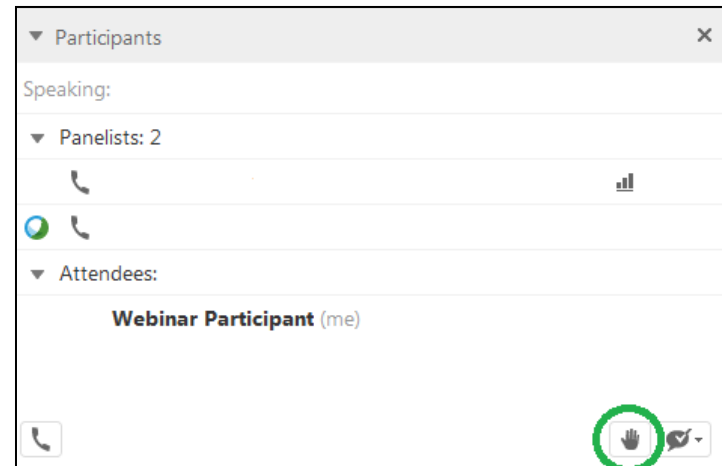 Participants
Speaking:
Panelists: 2
Attendees:
Webinar Participant (me)